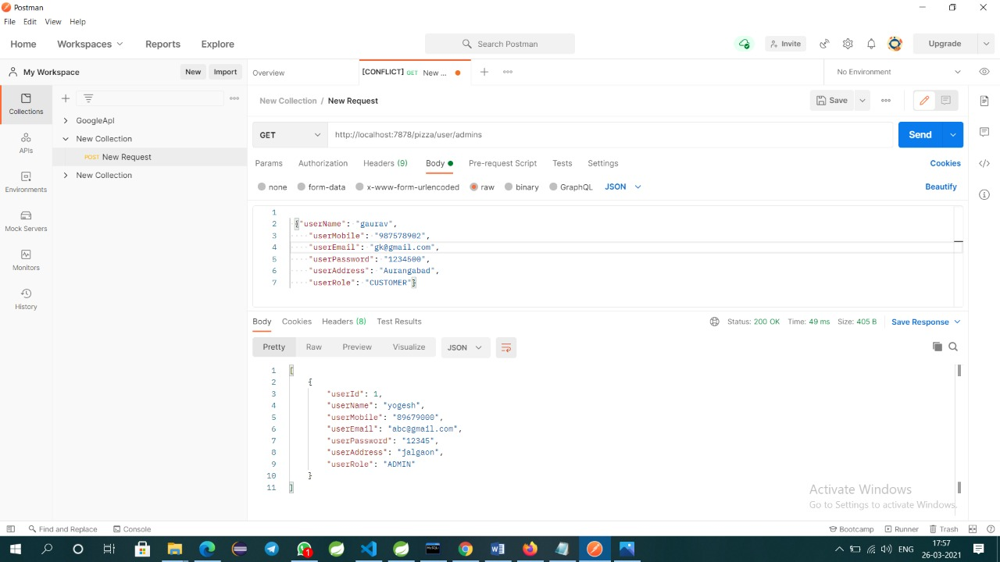 Postman
File Edit View Help
Home Workspaces Reports Explore Search Postman Invite Upgrade
My Workspace New Import Overview [CONFLICT] GET New ... No Environment
Collections
APIs
Environments
Mock Servers
Monitors
History
GoogleApI
New Collection
POST New Request
New Collection
New Collection / New Request Save
GET http://localhost:7878/pizza/user/admins Send
Params Authorization Headers (9) Body Pre-request Script Tests Settings Cookies
none form-data x-www-form-urlencoded raw binary GraphQL JSON Beautify
1
2 {"userName": "gaurav",
3 "userMobile": "987578902",
4 "userEmail": "gk@gmail.com",
5 "userPassword": "1234500",
6 "userAddress": "Aurangabad",
7 "userRole": "CUSTOMER"}
Body Cookies Headers (8) Test Results Status: 200 OK Time: 49 ms Size: 405 B Save Response
Pretty Raw Preview Visualize JSON
1 [
2 {
3 "userId": 1,
4 "userName": "yogesh",
5 "userMobile": "89679000",
6 "userEmail": "abc@gmail.com",
7 "userPassword": "12345",
8 "userAddress": "jalgaon",
9 "userRole": "ADMIN"
10 }
11 ]
Activate Windows
Go to Settings to activate Windows.
Find and Replace Console Bootcamp Runner Trash
1 MySQL ENG 17:57
26-03-2021